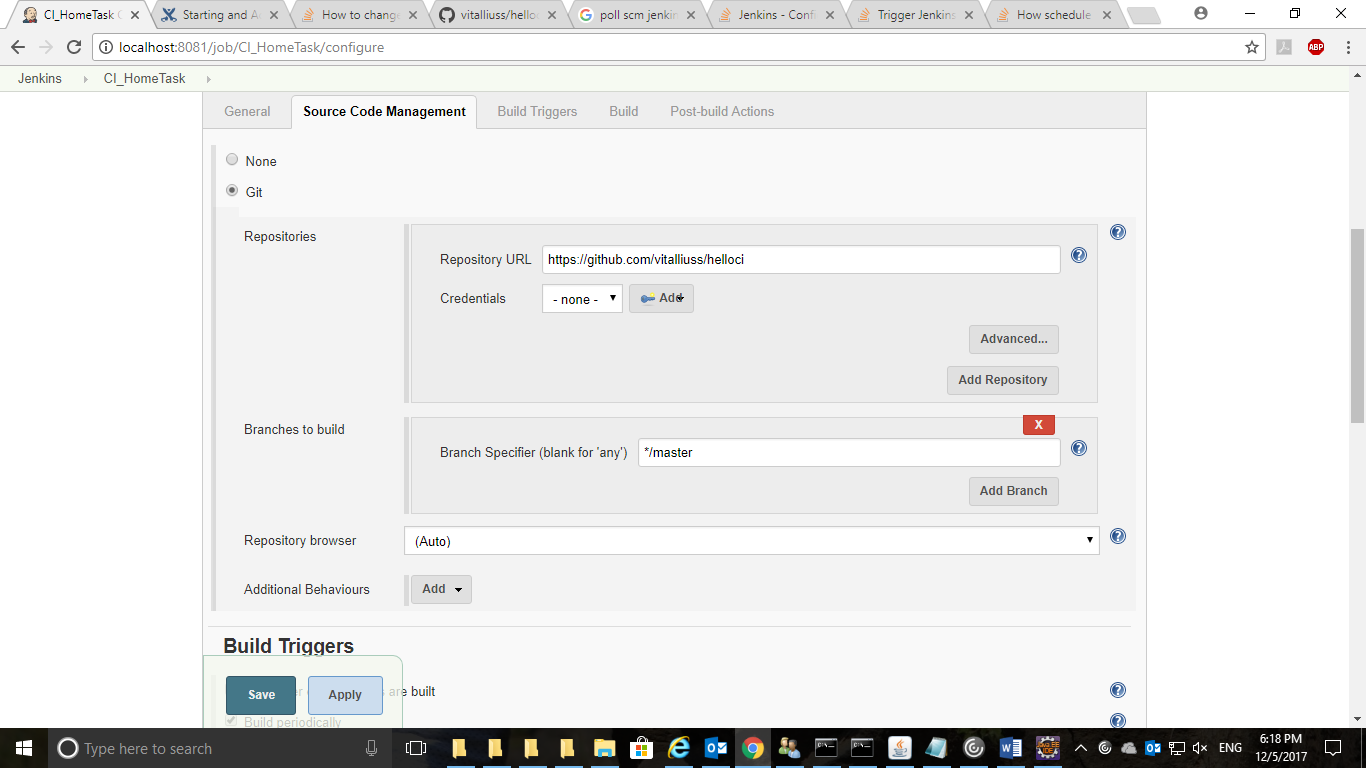 CI_HomeTask
Starting and A
How to change
vitalliuss/hello
poll scm jenkin
Jenkins - Confi
Trigger Jenkins
How schedule
localhost:8081/job/CI_HomeTask/configure
ABP
Jenkins CI_HomeTask
General Source Code Management Build Triggers Build Post-build Actions
None
Git
Repositories
Repository URL https://github.com/vitalliuss/helloci
Credentials - none - Add
Advanced...
Add Repository
Branches to build
X
Branch Specifier (blank for 'any') */master
Add Branch
Repository browser (Auto)
Additional Behaviours Add
Build Triggers
are built
Save Apply
Build periodically
Type here to search
ENG
6:18 PM
12/5/2017